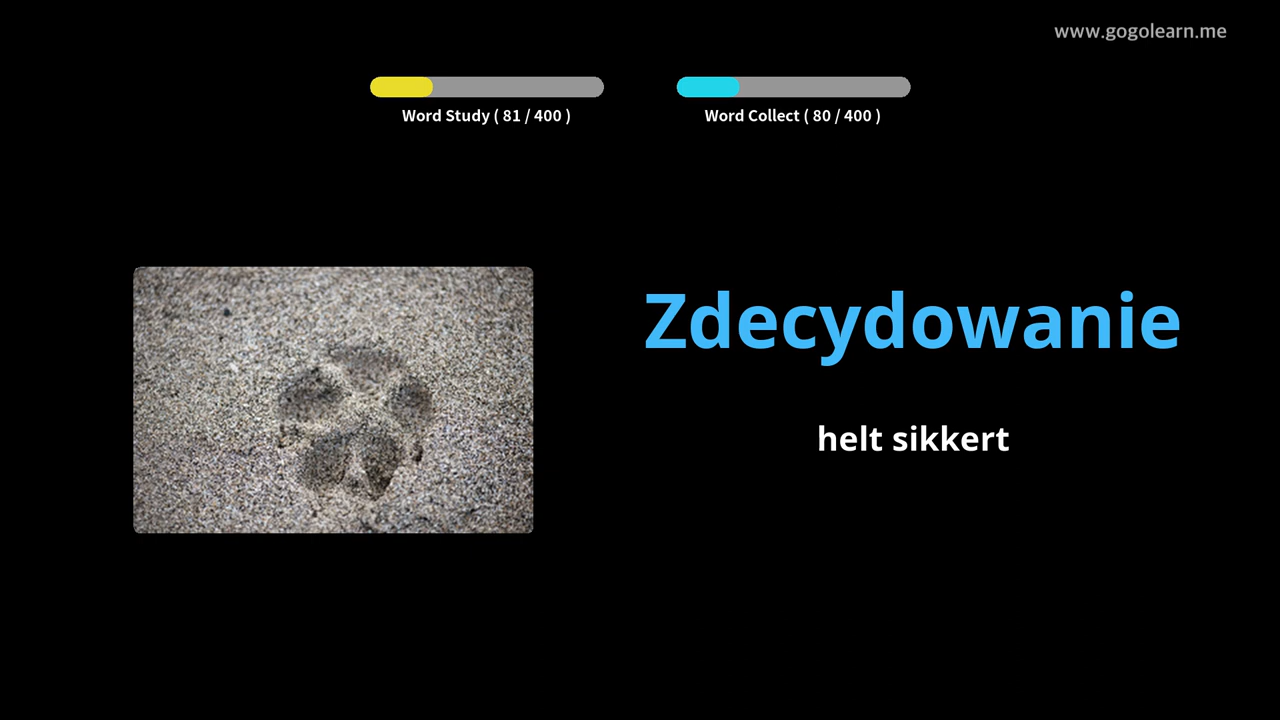 www.gogolearn.me
Word Study ( 81 / 400 )
Word Collect ( 80 / 400 )
Zdecydowanie
helt sikkert